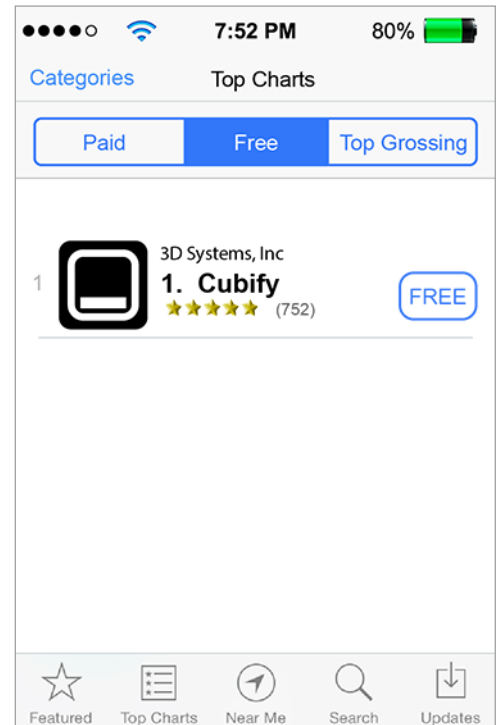 7:52 PM 80%
Categories Top Charts
Paid Free Top Grossing
3D Systems, Inc
1 1. Cubify FREE
(752)
Featured Top Charts Near Me Search Updates